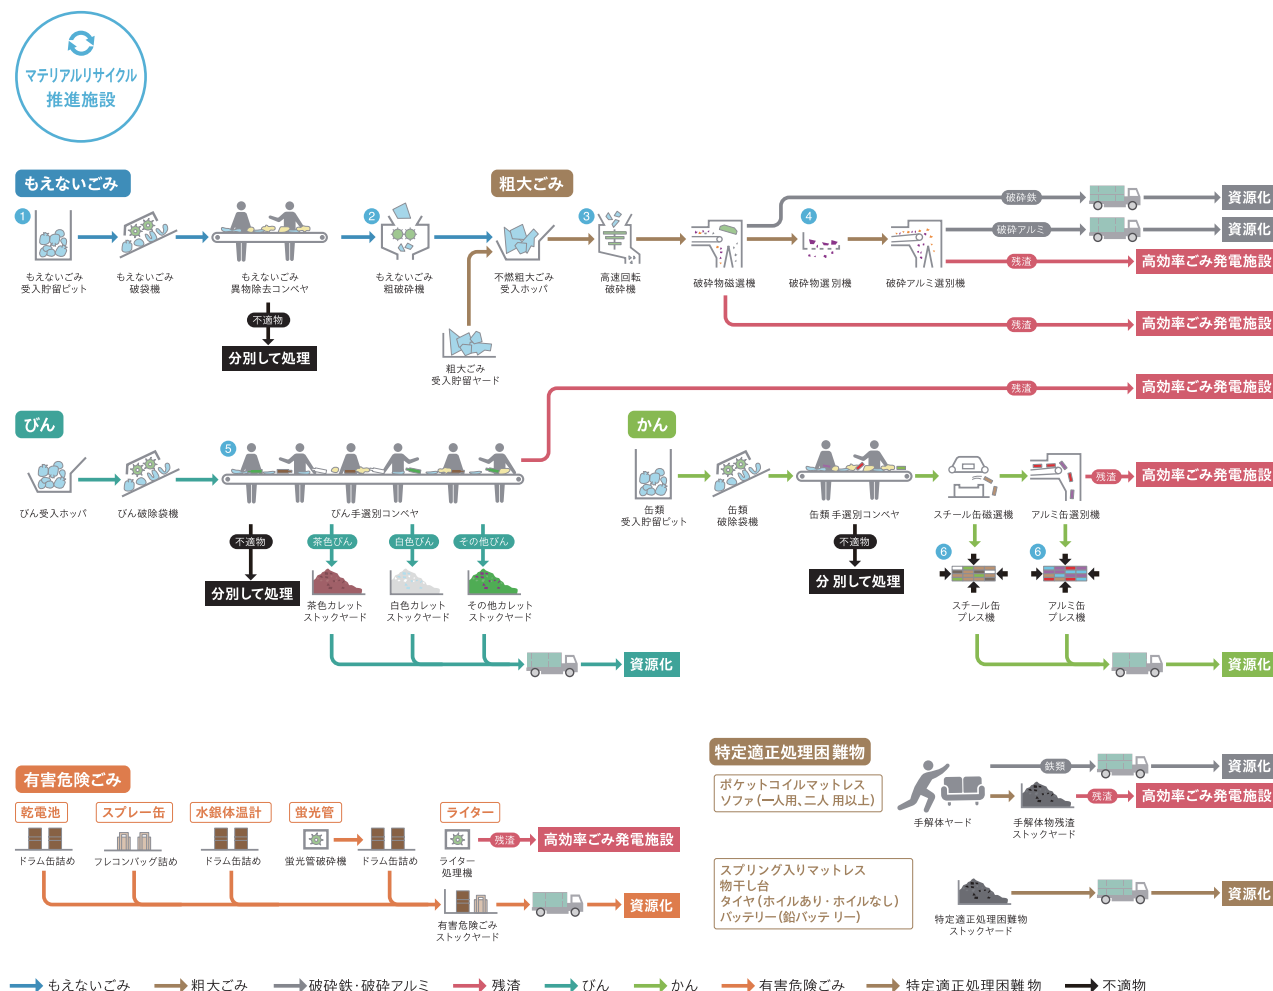 マテリアルリサイクル
推進施設
もえないごみ
粗大ごみ
1
もえないごみ
受入貯留ピット
もえないごみ
破袋機
もえないごみ
異物除去コンベヤ
2
もえないごみ
粗破砕機
不燃粗大ごみ
受入ホッパ
3
高速回転
破砕機
破砕物磁選機
4
破砕物選別機
破砕アルミ選別機
破砕鉄
資源化
破砕アルミ
資源化
残渣
高効率ごみ発電施設
残渣
高効率ごみ発電施設
不適物
分別して処理
粗大ごみ
受入貯留ヤード
残渣
高効率ごみ発電施設
びん
びん受入ホッパ
びん破除袋機
5
びん手選別コンベヤ
不適物
分別して処理
茶色びん
白色びん
その他びん
茶色カレット
ストックヤード
白色カレット
ストックヤード
その他カレット
ストックヤード
資源化
かん
缶類
受入貯留ピット
缶類
破除袋機
缶類手選別コンベヤ
スチール缶磁選機
アルミ缶選別機
残渣
高効率ごみ発電施設
不適物
分別して処理
6
スチール缶
プレス機
6
アルミ缶
プレス機
資源化
有害危険ごみ
乾電池
スプレー缶
水銀体温計
蛍光管
ライター
ドラム缶詰め
フレコンバッグ詰め
ドラム缶詰め
蛍光管破砕機
ドラム缶詰め
ライター
処理機
残渣
高効率ごみ発電施設
有害危険ごみ
ストックヤード
資源化
特定適正処理困難物
ポケットコイルマットレス
ソファ(一人用、二人用以上)
手解体ヤード
鉄類
資源化
手解体物残渣
ストックヤード
残渣
高効率ごみ発電施設
スプリング入りマットレス
物干し台
タイヤ(ホイルあり・ホイルなし)
バッテリー(鉛バッテリー)
特定適正処理困難物
ストックヤード
資源化
もえないごみ
粗大ごみ
破砕鉄・破砕アルミ
残渣
びん
かん
有害危険ごみ
特定適正処理困難物
不適物